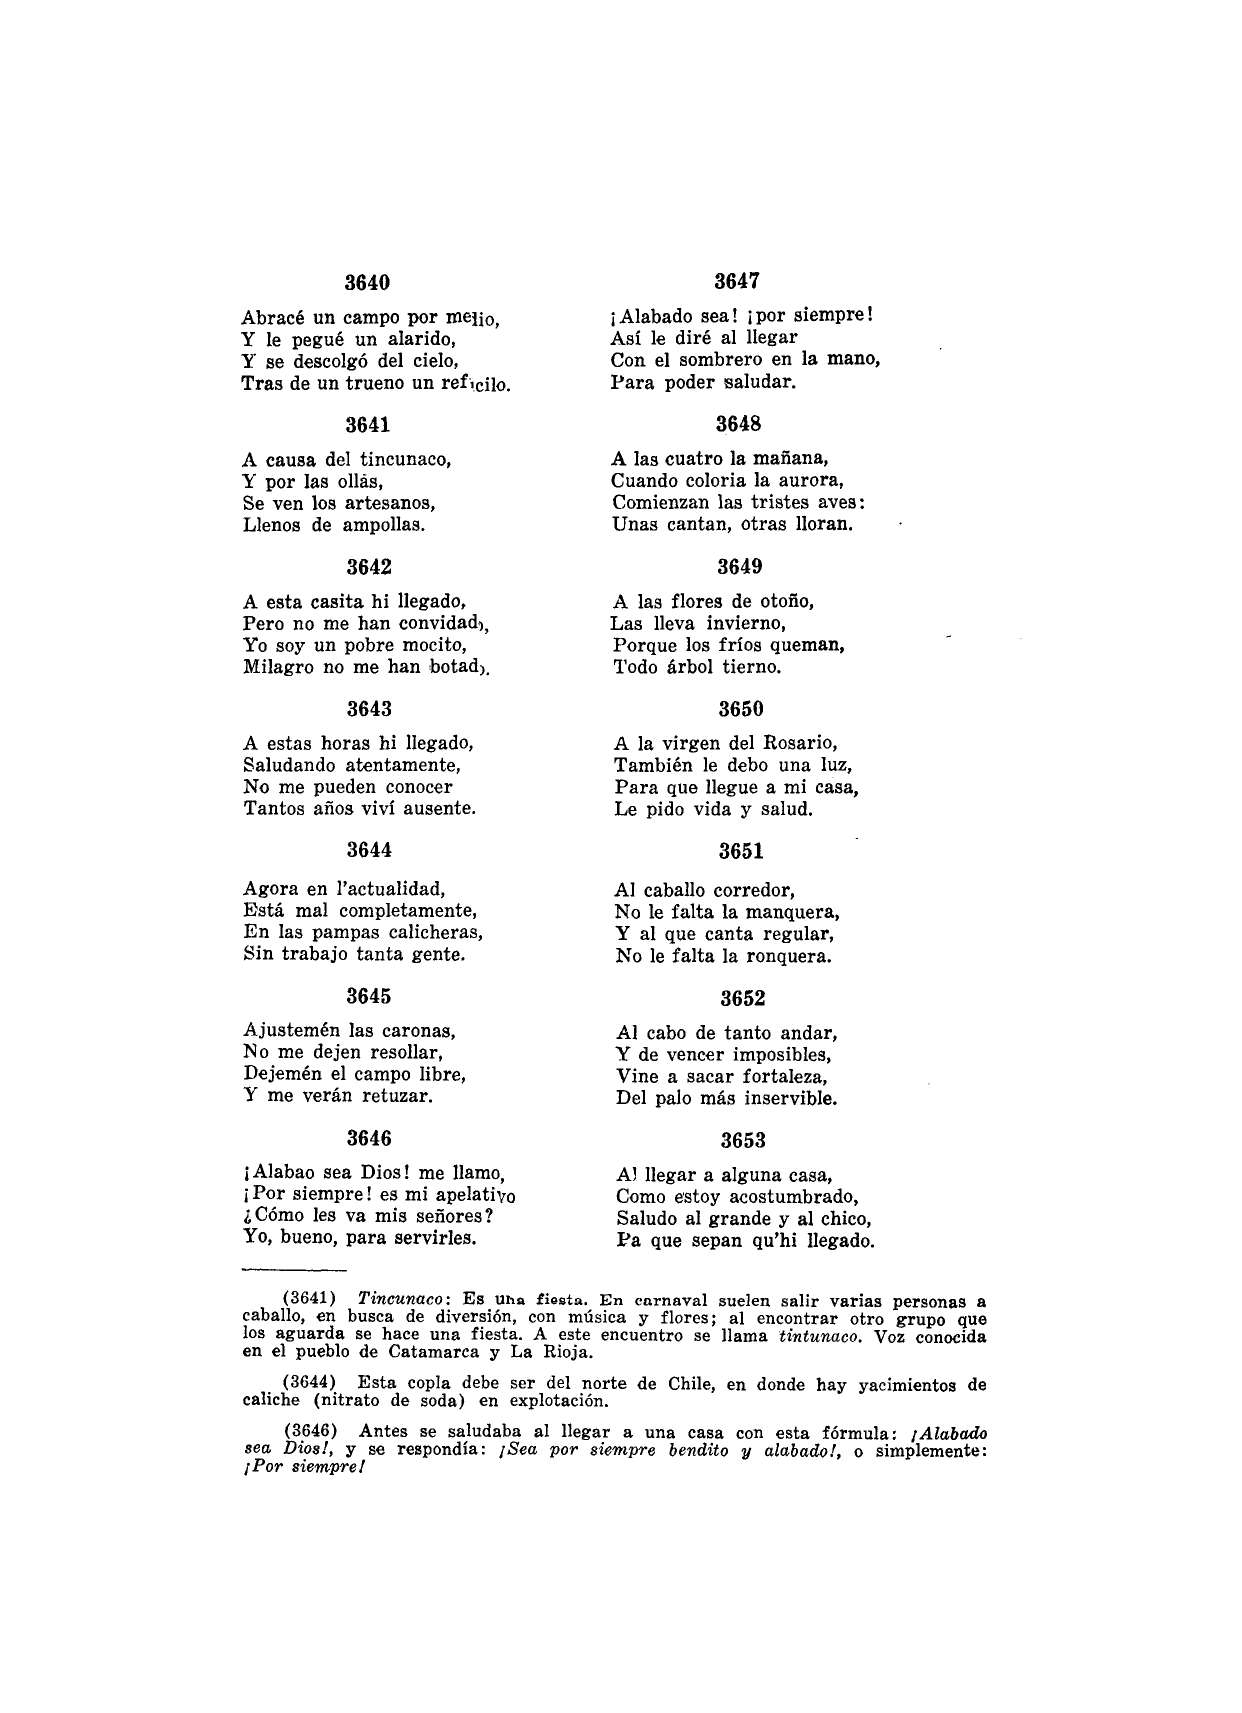 3640
Abracé un campo por medio,
Y le pegué un alarido,
Y se descolgó del cielo,
Tras de un trueno un refucilo.
3641
A causa del tincunaco,
Y por las ollas,
Se ven los artesanos,
Llenos de ampollas.
3642
A esta casita hi llegado,
Pero no me han convidado,
Yo soy un pobre mocito,
Milagro no me han botado.
3643
A estas horas hi llegado,
Saludando atentamente,
No me pueden conocer
Tantos años viví ausente.
3644
Agora en l'actualidad,
Está mal completamente,
En las pampas calicheras,
Sin trabajo tanta gente.
3645
Ajustemén las caronas,
No me dejen resollar,
Dejemén el campo libre,
Y me verán retuzar.
3646
¡Alabao sea Dios! me llamo,
¡Por siempre! es mi apelativo
¿Cómo les va mis señores?
Yo, bueno, para servirles.
3647
¡Alabado sea! ¡por siempre!
Así le diré al llegar
Con el sombrero en la mano,
Para poder saludar.
3648
A las cuatro la mañana,
Cuando coloria la aurora,
Comienzan las tristes aves:
Unas cantan, otras lloran.
3649
A las flores de otoño,
Las lleva invierno,
Porque los fríos queman,
Todo árbol tierno.
3650
A la virgen del Rosario,
También le debo una luz,
Para que llegue a mi casa,
Le pido vida y salud.
3651
Al caballo corredor,
No le falta la manquera,
Y al que canta regular,
No le falta la ronquera.
3652
Al cabo de tanto andar,
Y de vencer imposibles,
Vine a sacar fortaleza,
Del palo más inservible.
3653
Al llegar a alguna casa,
Como estoy acostumbrado,
Saludo al grande y al chico,
Pa que sepan qu'hi llegado.
(3641) Tincunaco: Es una fiesta. En carnaval suelen salir varias personas a
caballo, en busca de diversión, con música y flores; al encontrar otro grupo que
los aguarda se hace una fiesta. A este encuentro se llama tintunaco. Voz conocida
en el pueblo de Catamarca y La Rioja.
(3644) Esta copla debe ser del norte de Chile, en donde hay yacimientos de
caliche (nitrato de soda) en explotación.
(3646) Antes se saludaba al llegar a una casa con esta fórmula: ¡Alabado
sea Dios!, y se respondía: ¡Sea por siempre bendito y alabado!, o simplemente:
¡Por siempre!